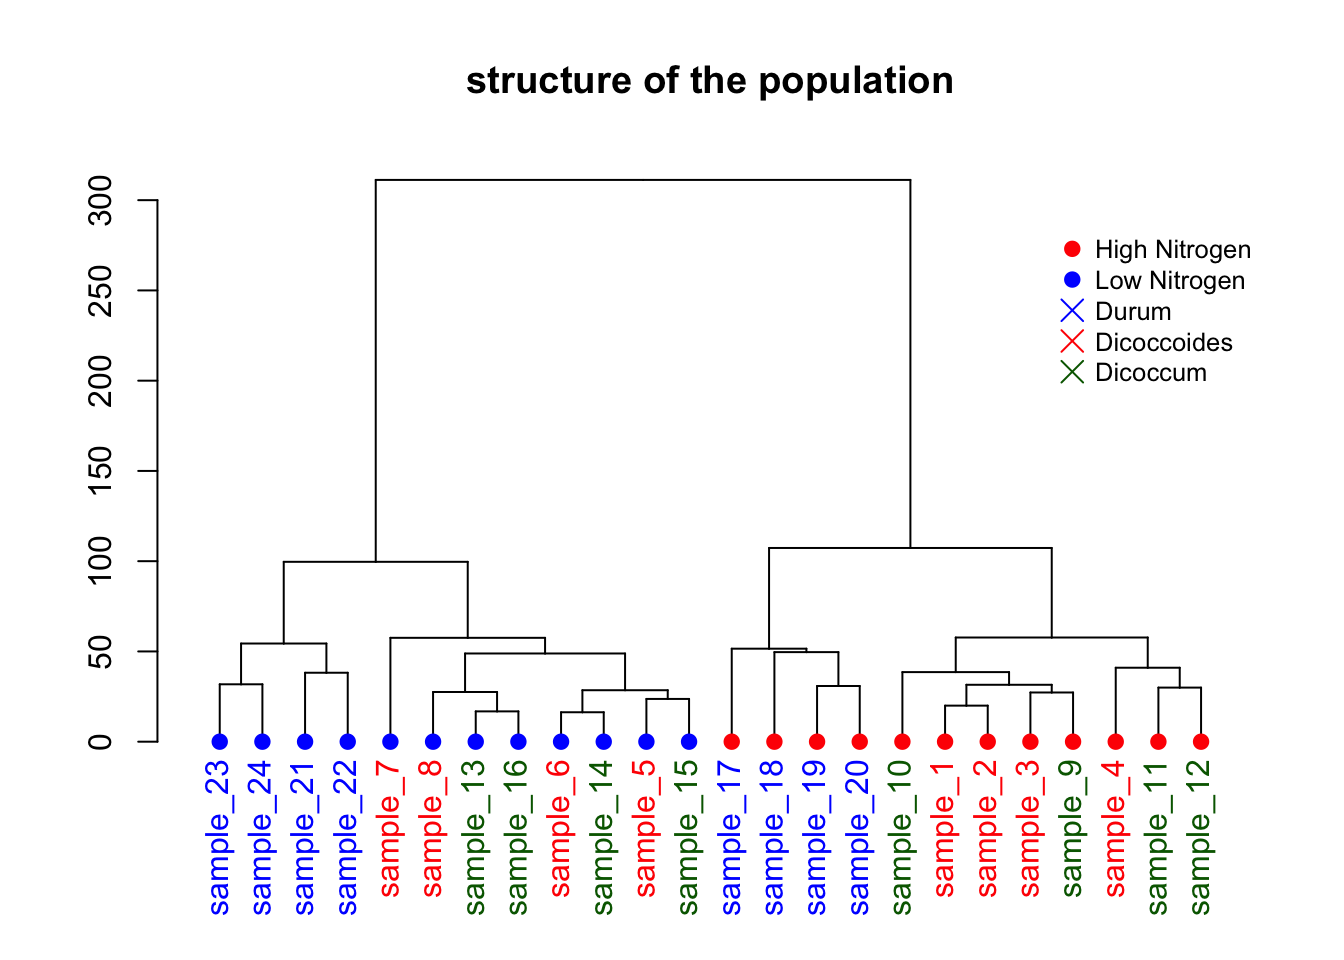 structure of the population
300
250
200
150
100
50
0
High Nitrogen
Low Nitrogen
Durum
Dicoccoides
Dicoccum
sample_23
sample_24
sample_21
sample_22
sample_7
sample_8
sample_13
sample_16
sample_6
sample_14
sample_5
sample_15
sample_17
sample_18
sample_19
sample_20
sample_10
sample_1
sample_2
sample_3
sample_9
sample_4
sample_11
sample_12